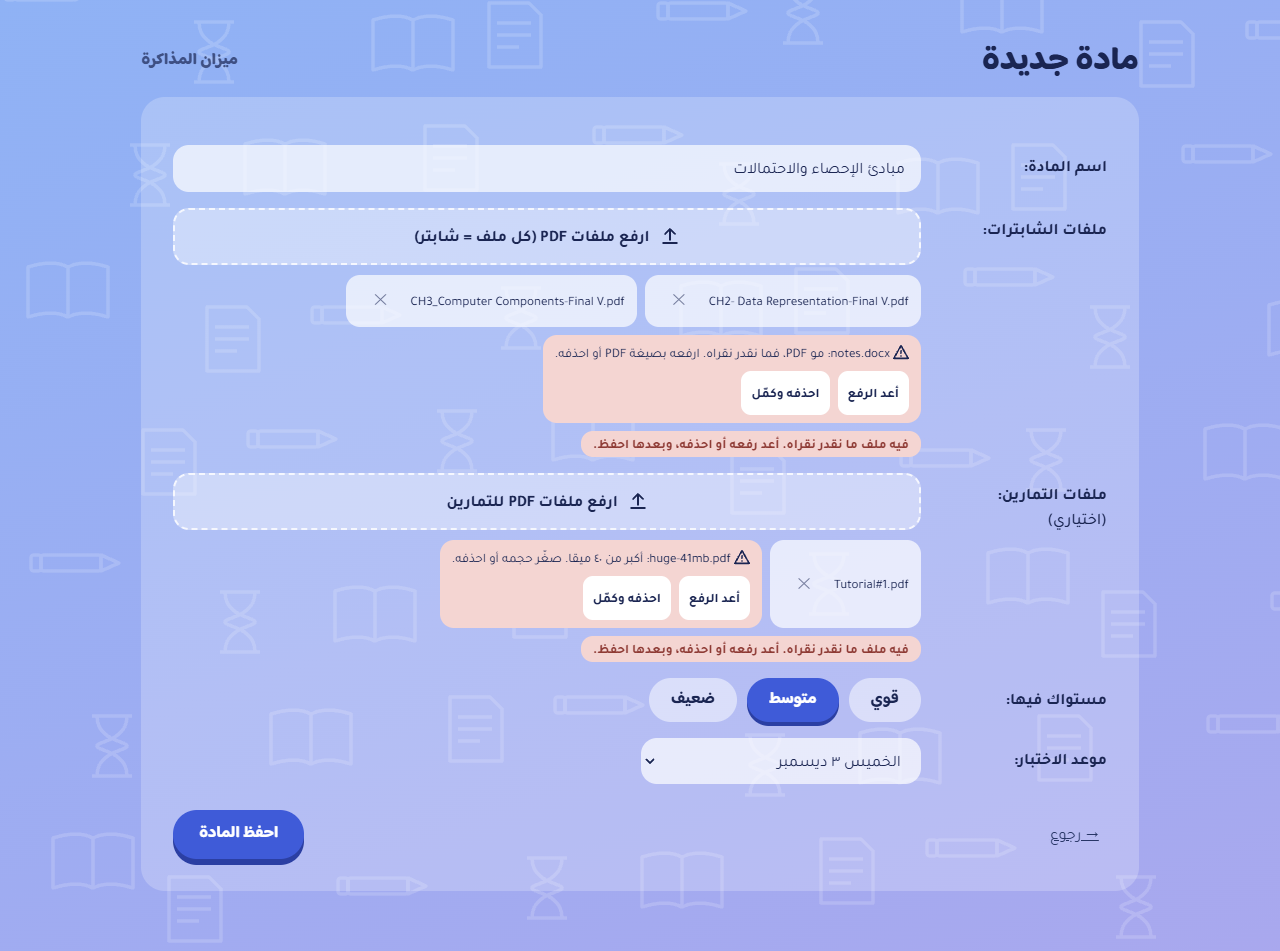 مادة جديدة
ميزان المذاكرة
اسم المادة:
مبادئ الإحصاء والاحتمالات
ملفات الشابترات:
ارفع ملفات PDF (كل ملف = شابتر)
CH2- Data Representation-Final V.pdf
CH3_Computer Components-Final V.pdf
notes.docx: مو PDF، فما نقدر نقراه. ارفعه بصيغة PDF أو احذفه.
أعد الرفع
احذفه وكمّل
فيه ملف ما نقدر نقراه. أعد رفعه أو احذفه، وبعدها احفظ.
ملفات التمارين:
(اختياري)
ارفع ملفات PDF للتمارين
Tutorial#1.pdf
huge-41mb.pdf: أكبر من ٤٠ ميقا. صغّر حجمه أو احذفه.
أعد الرفع
احذفه وكمّل
فيه ملف ما نقدر نقراه. أعد رفعه أو احذفه، وبعدها احفظ.
مستواك فيها:
قوي
متوسط
ضعيف
موعد الاختبار:
الخميس ٣ ديسمبر
→ رجوع
احفظ المادة